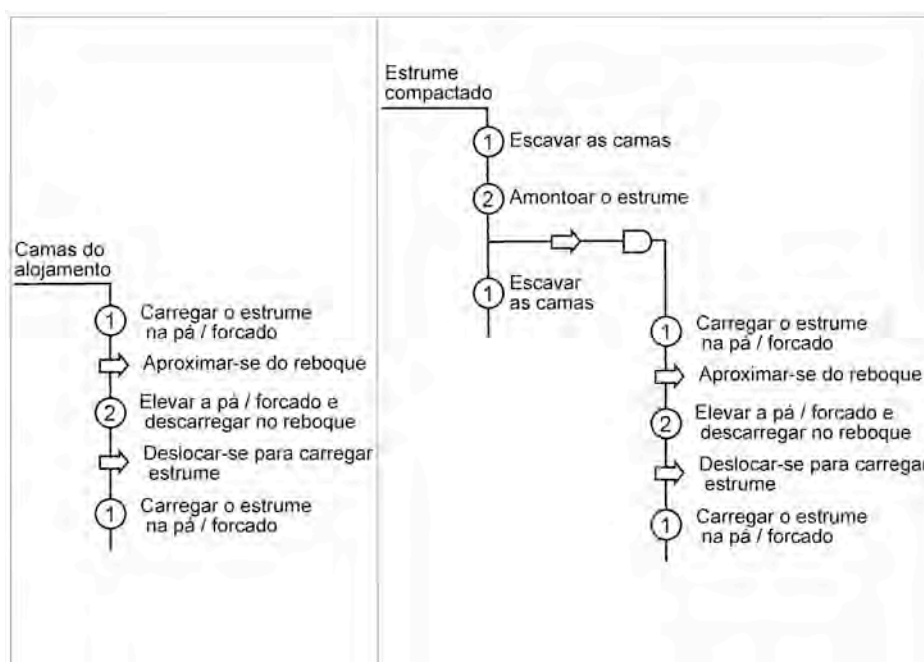 Camas do
alojamento
1 Carregar o estrume
na pá / forcado
Aproximar-se do reboque
2 Elevar a pá / forcado e
descarregar no reboque
Deslocar-se para carregar
estrume
1 Carregar o estrume
na pá / forcado
Estrume
compactado
1 Escavar as camas
2 Amontoar o estrume
1 Escavar
as camas
1 Carregar o estrume
na pá / forcado
Aproximar-se do reboque
2 Elevar a pá / forcado e
descarregar no reboque
Deslocar-se para carregar
estrume
1 Carregar o estrume
na pá / forcado